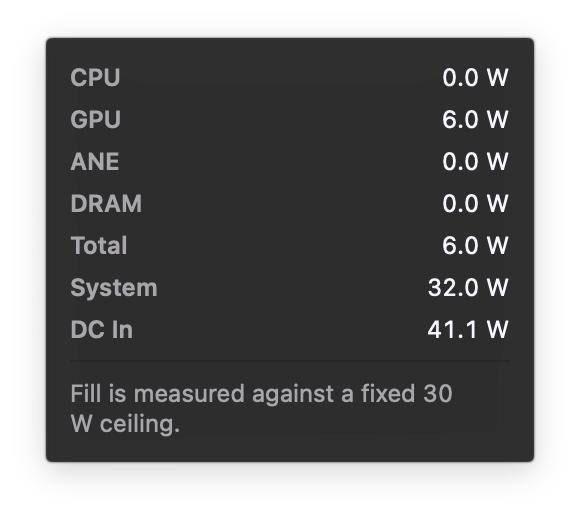 CPU 0.0 W
GPU 6.0 W
ANE 0.0 W
DRAM 0.0 W
Total 6.0 W
System 32.0 W
DC In 41.1 W
Fill is measured against a fixed 30
W ceiling.